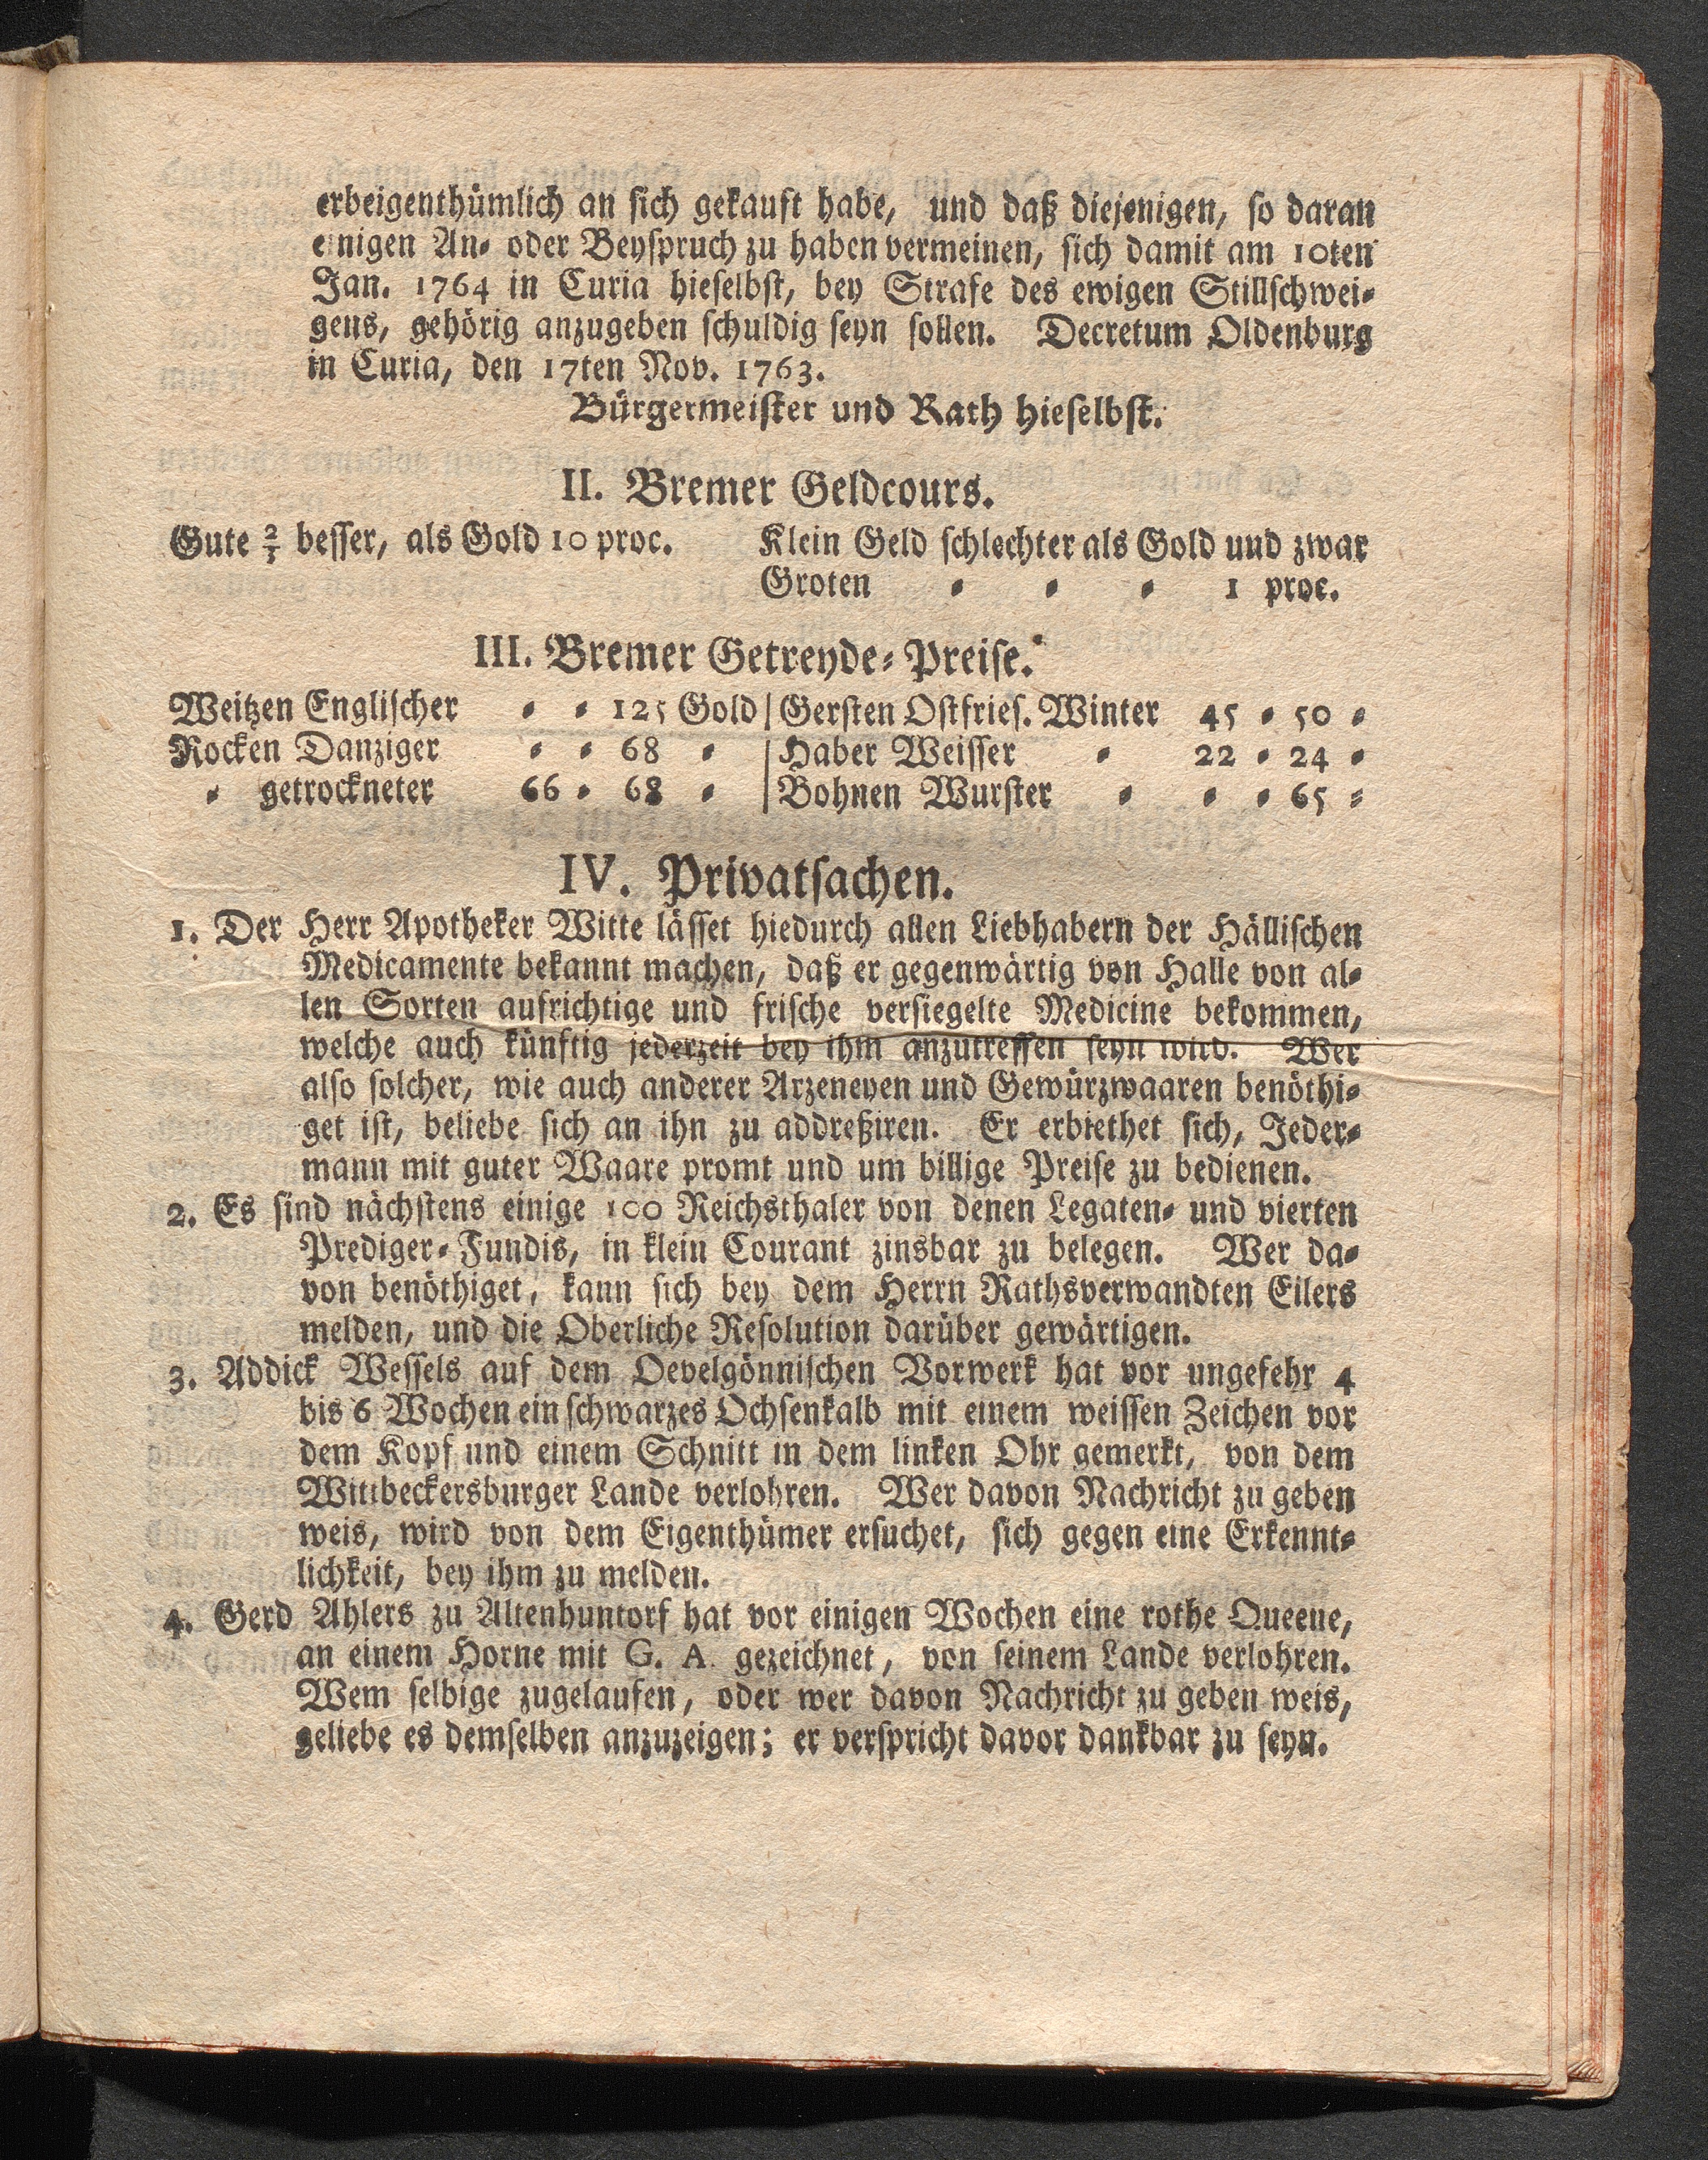 erbeigenthümlich an sich gekauft habe, und daß diejenigen, so daran
einigen An- oder Beyspruch zu haben vermeinen, sich damit am 10ten
Jan. 1764 in Curia hieselbst, bey Strafe des ewigen Stillschwei-
gens, gehörig anzugeben schuldig seyn sollen. Decretum Oldenburg
in Curia, den 17ten Nov. 1763.
Bürgermeister und Rath hieselbst.
II. Bremer Geldcours.
Gute 2/3 besser, als Gold 10 proc.
Klein Geld schlechter als Gold und zwar
Groten = = = 1 proc.
III. Bremer Getreyde-Preise.
Weitzen Englischer = = 125 Gold | Gersten Ostfries. Winter 45 = 50 =
Rocken Danziger = = 68 = | Haber Weisser = 22 = 24 =
= getrockneter 66 = 68 = | Bohnen Wurster = = = 65 =
IV. Privatsachen.
1. Der Herr Apotheker Witte lässet hiedurch allen Liebhabern der Hällischen
Medicamente bekannt machen, daß er gegenwärtig von Halle von al-
len Sorten aufrichtige und frische versiegelte Medicine bekommen,
welche auch künftig jederzeit bey ihm anzutreffen seyn wird. Wer
also solcher, wie auch anderer Arzeneyen und Gewürzwaaren benöthi-
get ist, beliebe sich an ihn zu addreßiren. Er erbiethet sich, Jeder-
mann mit guter Waare promt und um billige Preise zu bedienen.
2. Es sind nächstens einige 100 Reichsthaler von denen Legaten- und vierten
Prediger-Fundis, in klein Courant zinsbar zu belegen. Wer da-
von benöthiget, kann sich bey dem Herrn Rathsverwandten Eilers
melden, und die Oberliche Resolution darüber gewärtigen.
3. Addick Wessels auf dem Oevelgönnischen Vorwerk hat vor ungefehr 4
bis 6 Wochen ein schwarzes Ochsenkalb mit einem weissen Zeichen vor
dem Kopf und einem Schnitt in dem linken Ohr gemerkt, von dem
Wittbeckersburger Lande verlohren. Wer davon Nachricht zu geben
weis, wird von dem Eigenthümer ersuchet, sich gegen eine Erkennt-
lichkeit, bey ihm zu melden.
4. Gerd Ahlers zu Altenhuntorf hat vor einigen Wochen eine rothe Queene,
an einem Horne mit G. A. gezeichnet, von seinem Lande verlohren.
Wem selbige zugelaufen, oder wer davon Nachricht zu geben weis,
geliebe es demselben anzuzeigen; er verspricht davor dankbar zu seyn.